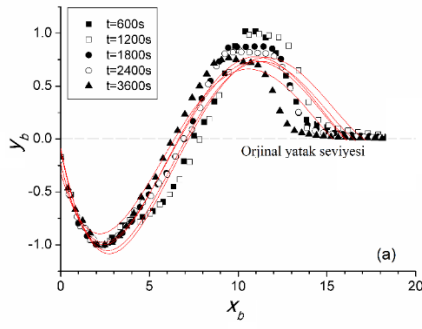 1.0
0.5
0.0
-0.5
-1.0
y_b
t=600s
t=1200s
t=1800s
t=2400s
t=3600s
Orjinal yatak seviyesi
(a)
0 5 10 15 20
x_b